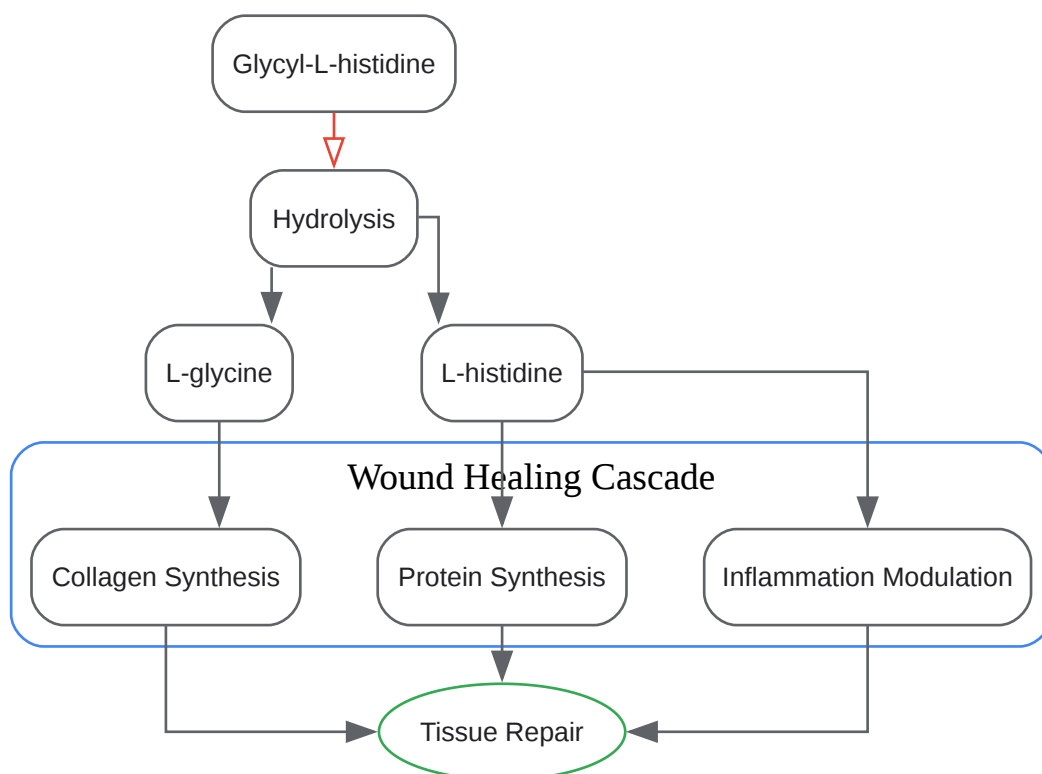 Glycyl-L-histidine
Hydrolysis
L-glycine
L-histidine
Wound Healing Cascade
Collagen Synthesis
Protein Synthesis
Inflammation Modulation
Tissue Repair